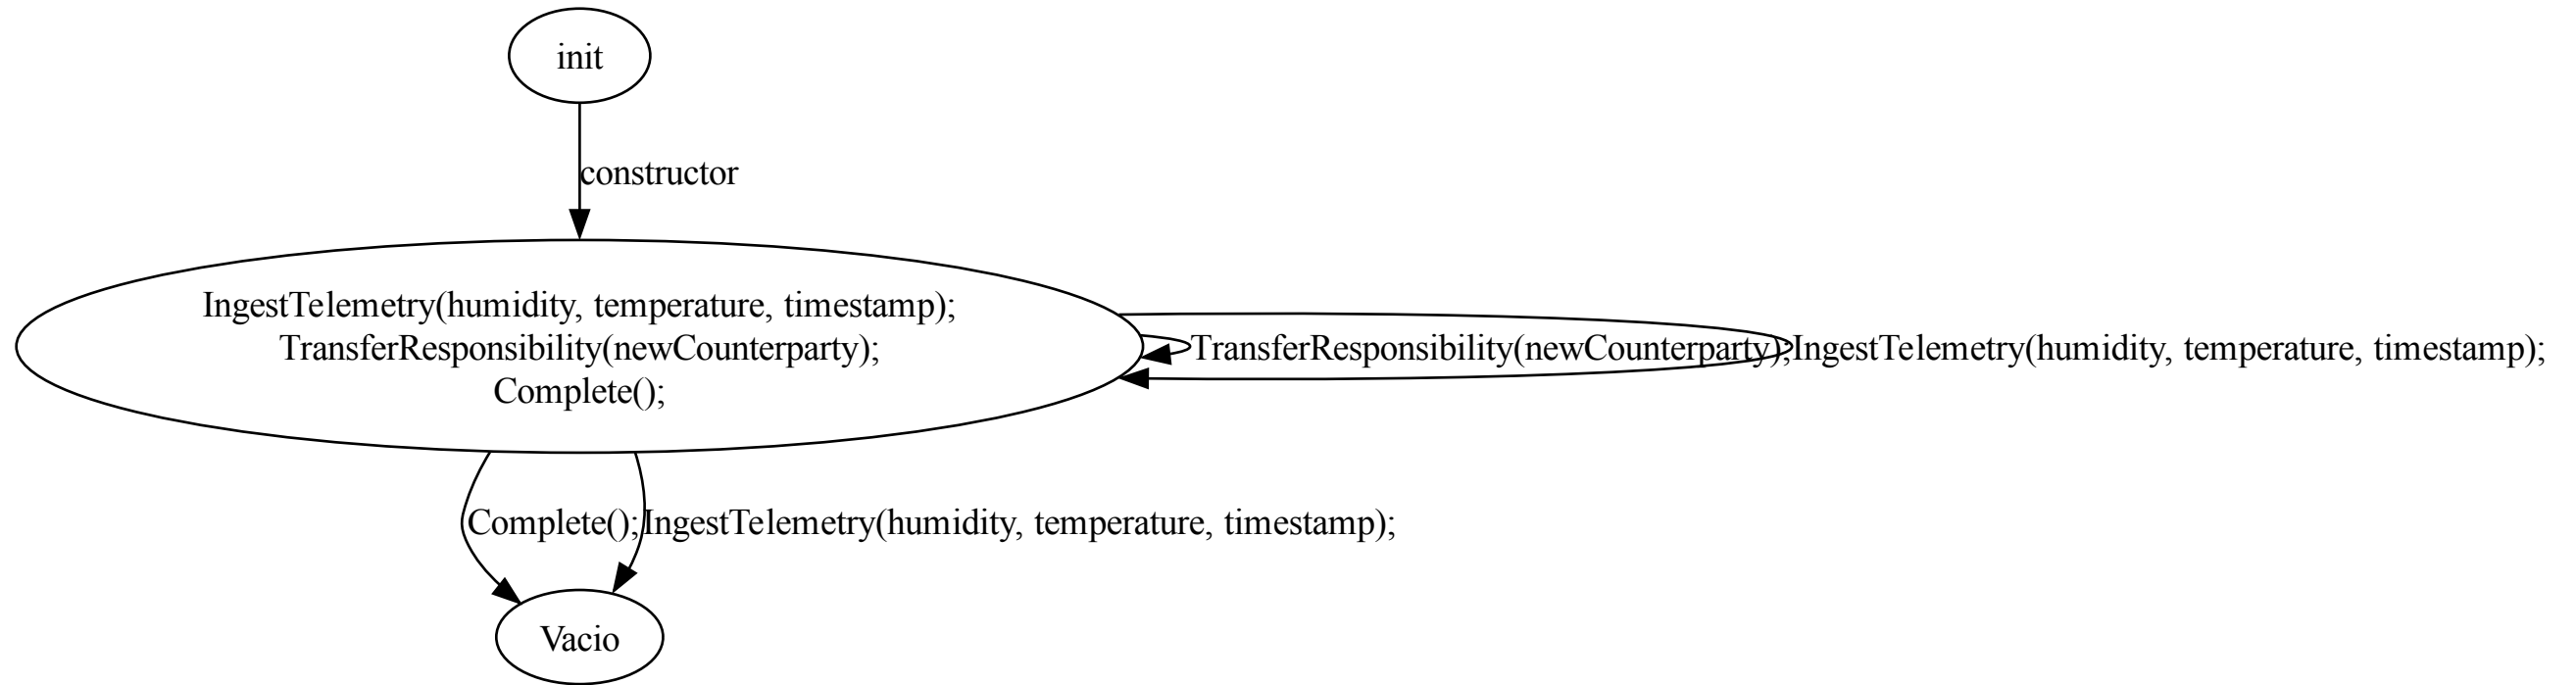 init
constructor
IngestTelemetry(humidity, temperature, timestamp);
TransferResponsibility(newCounterparty);
Complete();
TransferResponsibility(newCounterparty);
IngestTelemetry(humidity, temperature, timestamp);
Complete();
IngestTelemetry(humidity, temperature, timestamp);
Vacio